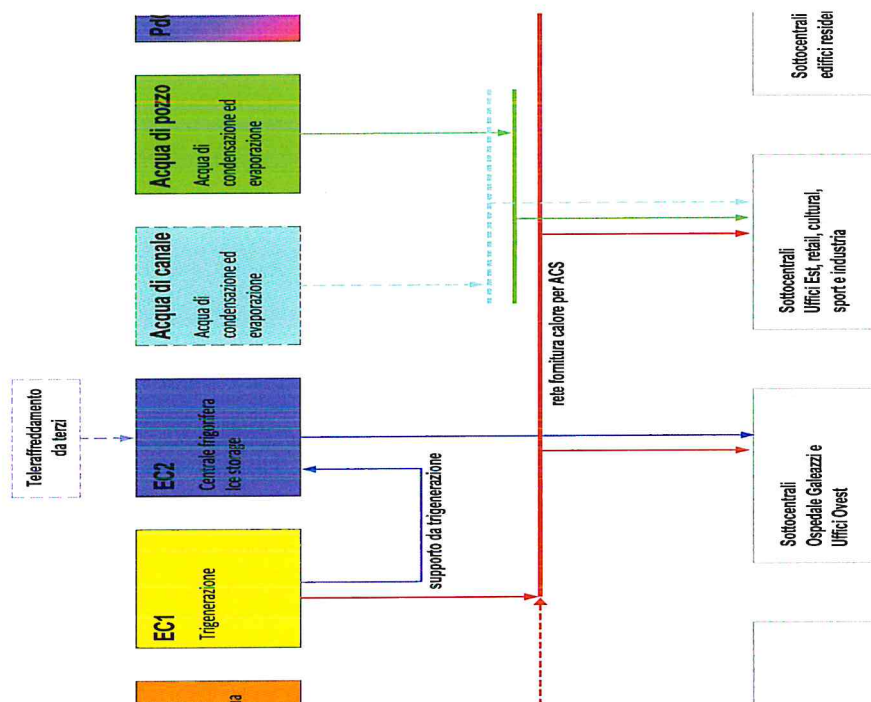 Sottocentrali
edifici
Acqua di pozzo
Acqua di
condensazione ed
evaporazione
Acqua di canale
Acqua di
condensazione ed
evaporazione
Sottocentrali
Uffici Est, retail, cultural,
sport e industria
rete fornitura calore per ACS
Teleraffreddamento
da terzi
EC2
Centrale frigorifera
Ice storage
Sottocentrali
Ospedale Galeazzi e
Uffici Ovest
supporto da trigenerazione
EC1
Trigenerazione